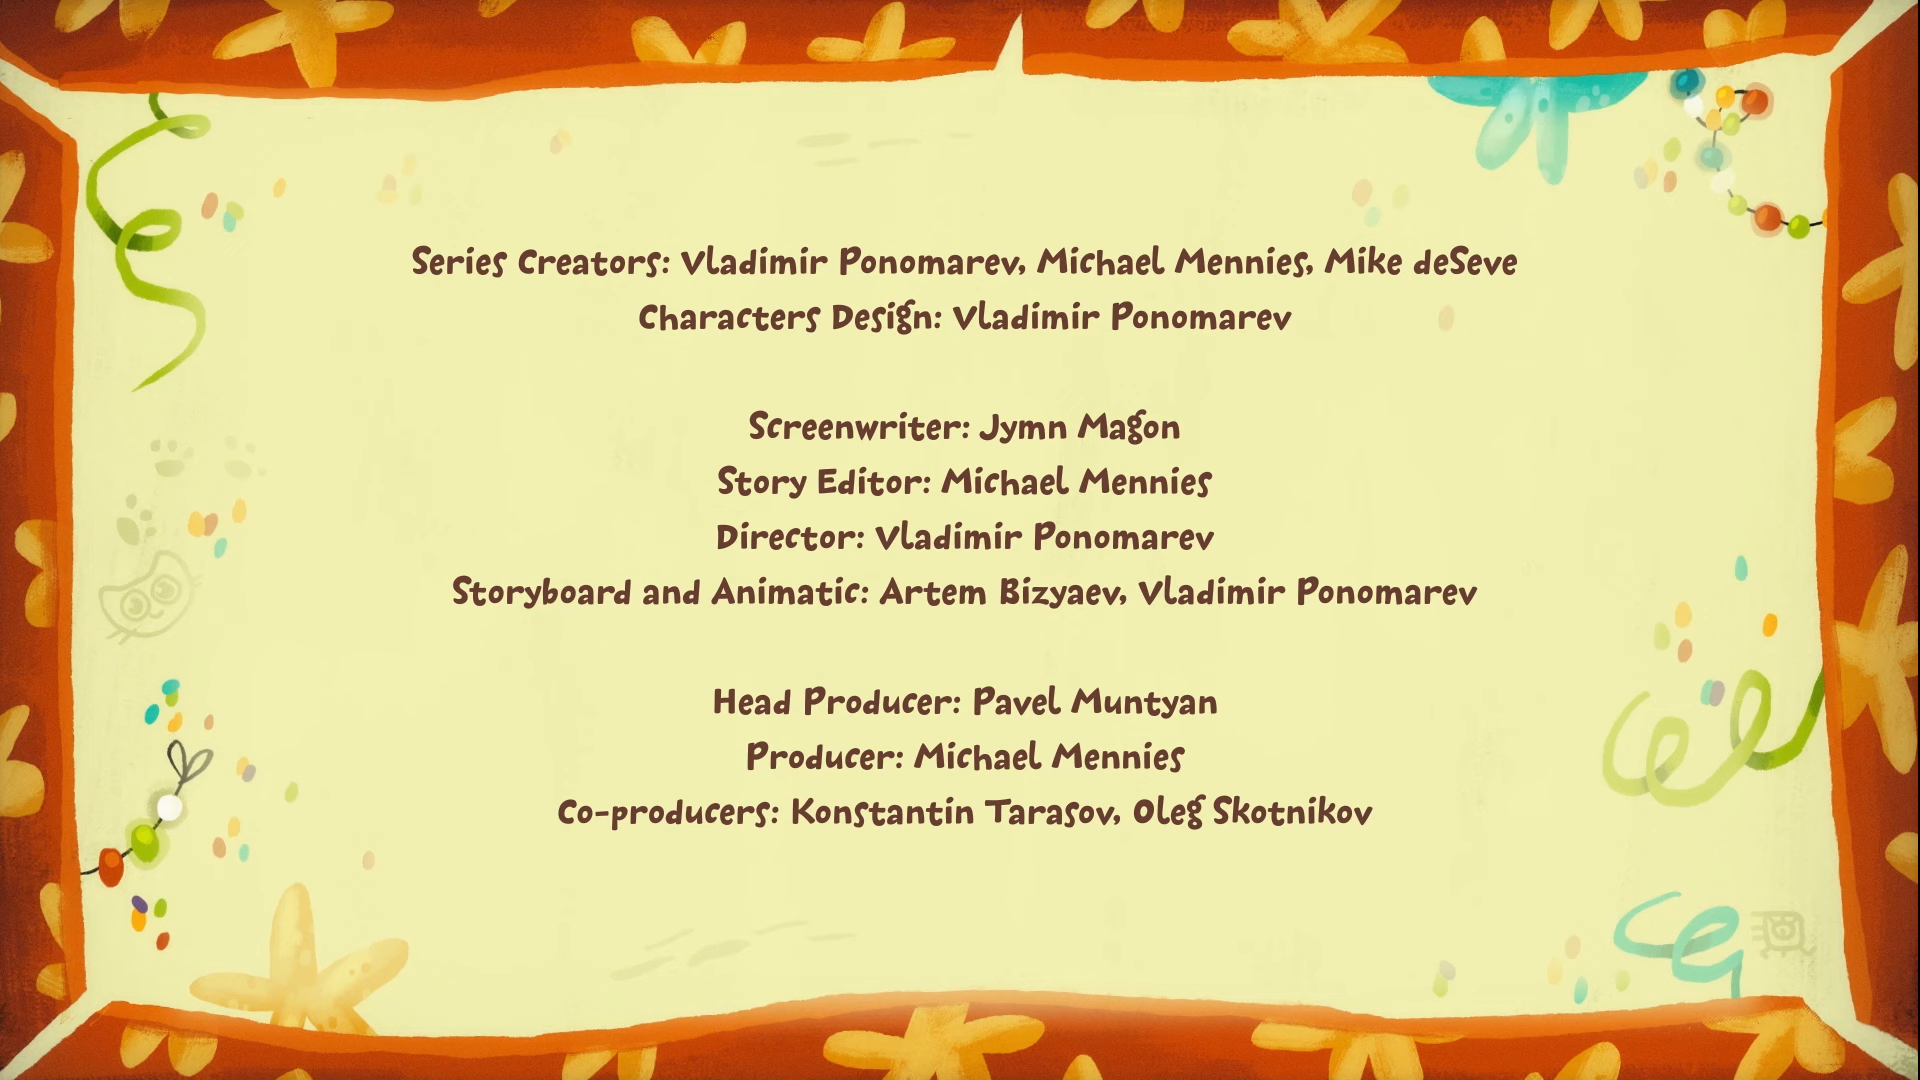 Series Creators: Vladimir Ponomarev, Michael Mennies, Mike deSeve
Characters Design: Vladimir Ponomarev
Screenwriter: Jymn Magon
Story Editor: Michael Mennies
Director: Vladimir Ponomarev
Storyboard and Animatic: Artem Bizyaev, Vladimir Ponomarev
Head Producer: Pavel Muntyan
Producer: Michael Mennies
Co-producers: Konstantin Tarasov, Oleg Skotnikov